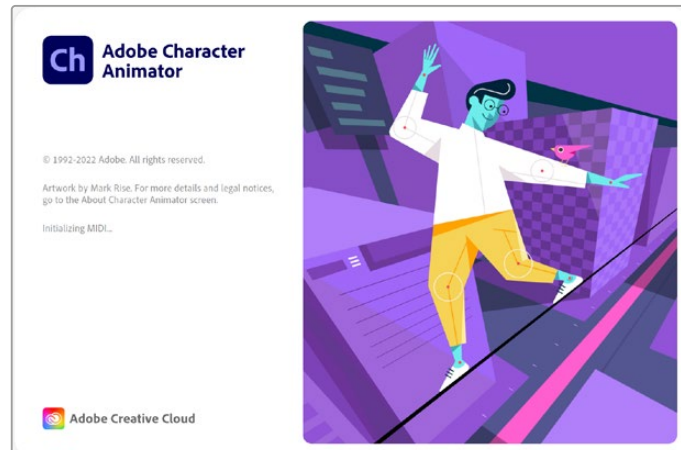 Ch
Adobe Character
Animator
© 1992-2022 Adobe. All rights reserved.
Artwork by Mark Rise. For more details and legal notices,
go to the About Character Animator screen.
Initializing MIDI...
Adobe Creative Cloud